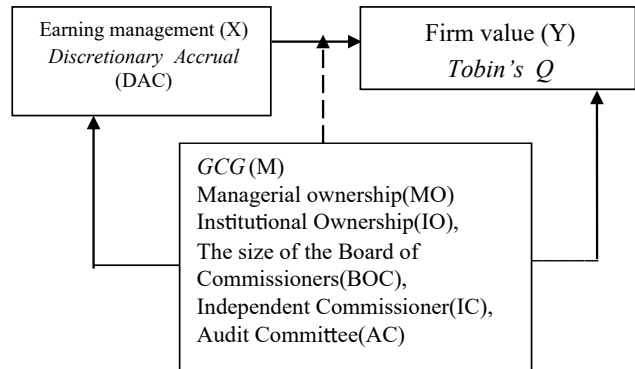 Earning management (X)
Discretionary Accrual
(DAC)
Firm value (Y)
Tobin's Q
GCG (M)
Managerial ownership(MO)
Institutional Ownership(IO),
The size of the Board of
Commissioners(BOC),
Independent Commissioner(IC),
Audit Committee(AC)